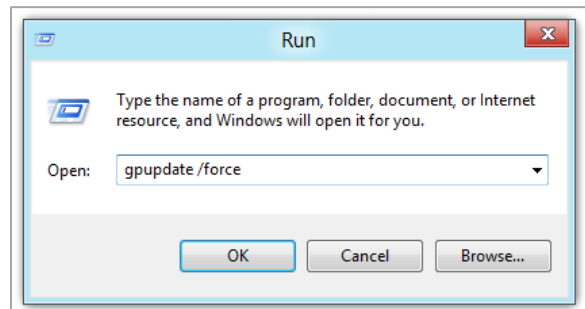 Run
x
Type the name of a program, folder, document, or Internet
resource, and Windows will open it for you.
Open: gpupdate /force
OK Cancel Browse...